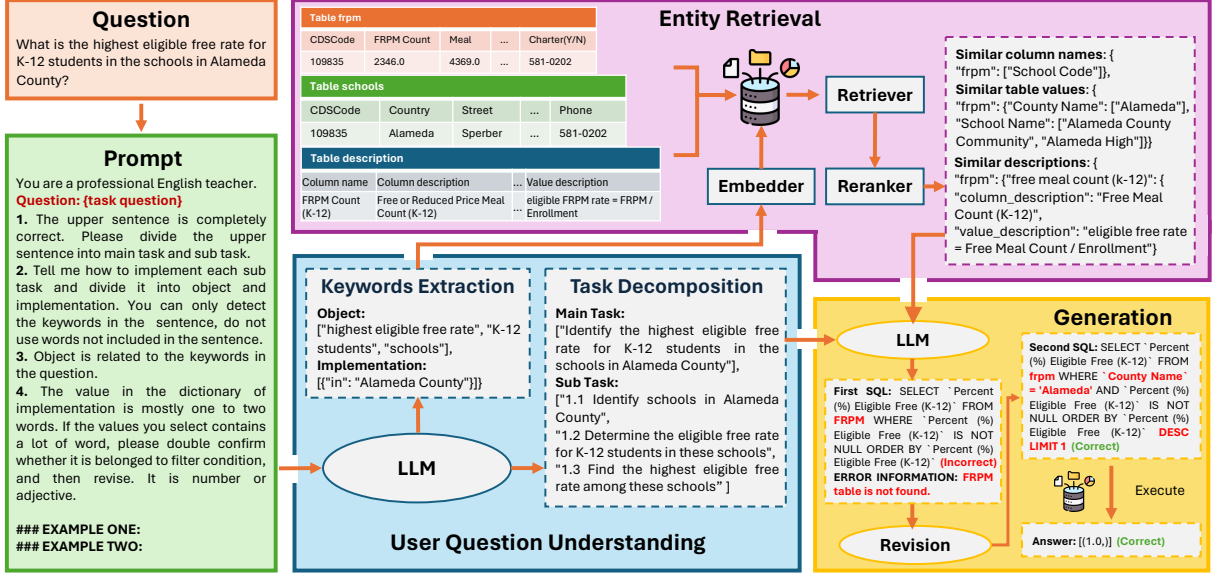 Question
What is the highest eligible free rate for
K-12 students in the schools in Alameda
County?
Prompt
You are a professional English teacher.
Question: {task question}
1. The upper sentence is completely
correct. Please divide the upper
sentence into main task and sub task.
2. Tell me how to implement each sub
task and divide it into object and
implementation. You can only detect
the keywords in the sentence, do not
use words not included in the sentence.
3. Object is related to the keywords in
the question.
4. The value in the dictionary of
implementation is mostly one to two
words. If the values you select contains
a lot of word, please double confirm
whether it is belonged to filter condition,
and then revise. It is number or
adjective.
### EXAMPLE ONE:
### EXAMPLE TWO:
Entity Retrieval
Table frpm
CDSCode FRPM Count Meal ... Charter(Y/N)
109835 2346.0 4369.0 ... 581-0202
Table schools
CDSCode Country Street ... Phone
109835 Alameda Sperber ... 581-0202
Table description
Column name Column description ... Value description
FRPM Count Free or Reduced Price Meal ... eligible FRPM rate = FRPM /
(K-12) Count (K-12) Enrollment
Embedder
Retriever
Reranker
Similar column names: {
"frpm": ["School Code"]},
Similar table values: {
"frpm": {"County Name": ["Alameda"],
"School Name": ["Alameda County
Community", "Alameda High"]}}
Similar descriptions: {
"frpm": {"free meal count (k-12)": {
"column_description": "Free Meal
Count (K-12)",
"value_description": "eligible free rate
= Free Meal Count / Enrollment"}
Keywords Extraction
Object:
["highest eligible free rate", "K-12
students", "schools"],
Implementation:
[{"in": "Alameda County"}]}
LLM
Task Decomposition
Main Task:
["Identify the highest eligible free
rate for K-12 students in the
schools in Alameda County"],
Sub Task:
["1.1 Identify schools in Alameda
County",
"1.2 Determine the eligible free rate
for K-12 students in these schools",
"1.3 Find the highest eligible free
rate among these schools" ]
User Question Understanding
Generation
LLM
First SQL: SELECT `Percent
(%) Eligible Free (K-12)` FROM
FRPM WHERE `Percent (%)
Eligible Free (K-12)` IS NOT
NULL ORDER BY `Percent (%)
Eligible Free (K-12)` (Incorrect)
ERROR INFORMATION: FRPM
table is not found.
Revision
Second SQL: SELECT `Percent
(%) Eligible Free (K-12)` FROM
frpm WHERE `County Name`
= 'Alameda' AND `Percent (%)
Eligible Free (K-12)` IS NOT
NULL ORDER BY `Percent (%)
Eligible Free (K-12)` DESC
LIMIT 1 (Correct)
Execute
Answer: [(1.0,)] (Correct)